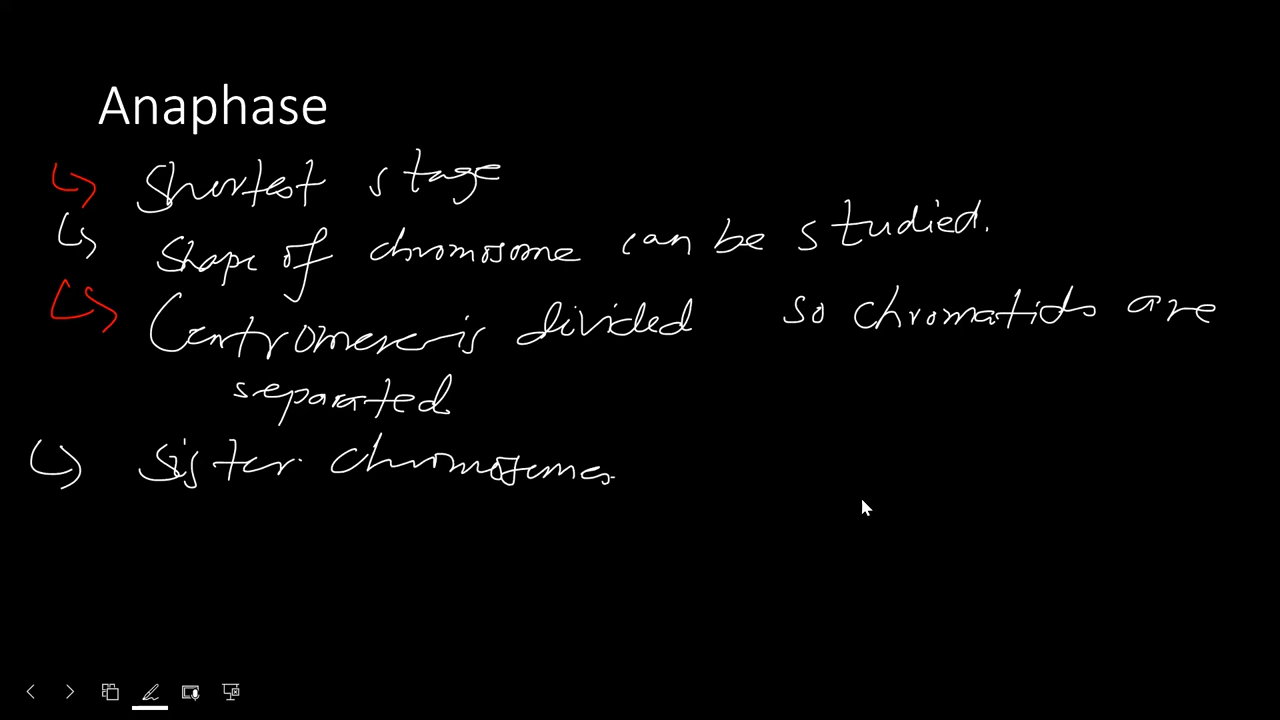 Anaphase
Shortest stage
Shape of chromosome can be studied.
Centromere is divided so chromatids are
separated
Sister chromosomes